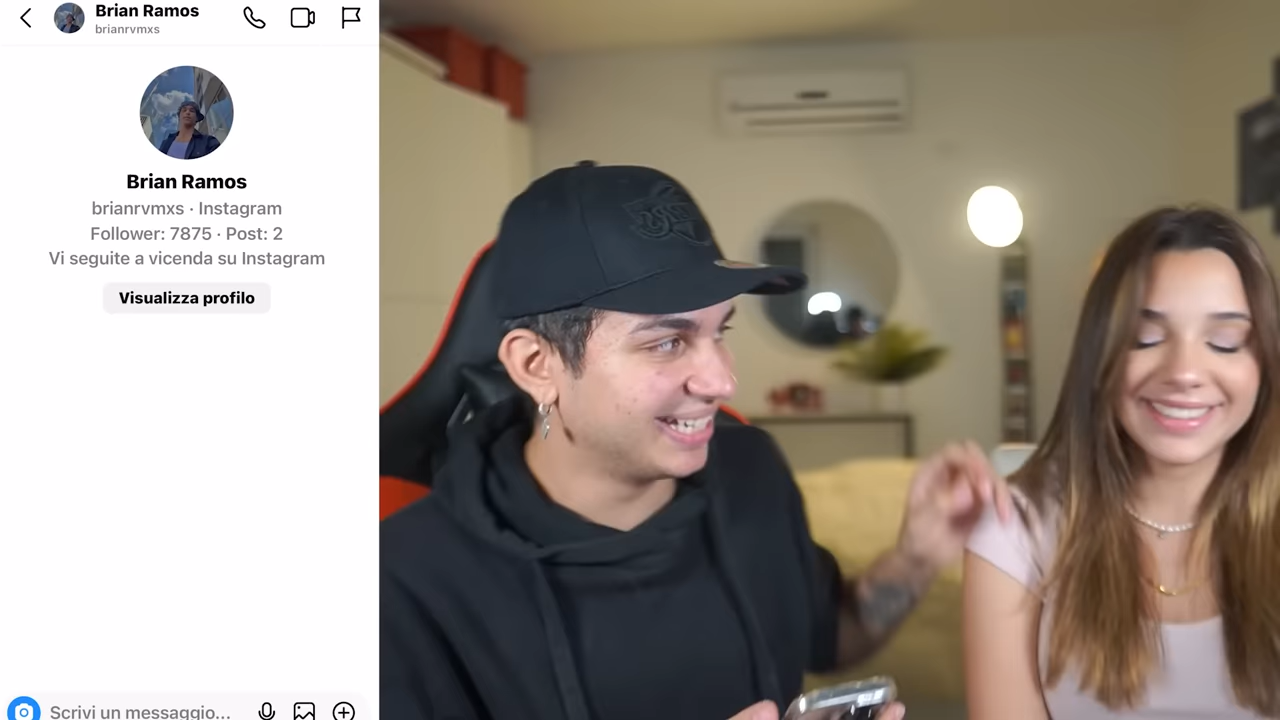 Brian Ramos
brianrvmxs
Brian Ramos
brianrvmxs · Instagram
Follower: 7875 · Post: 2
Vi seguite a vicenda su Instagram
Visualizza profilo
Scrivi un messaggio...